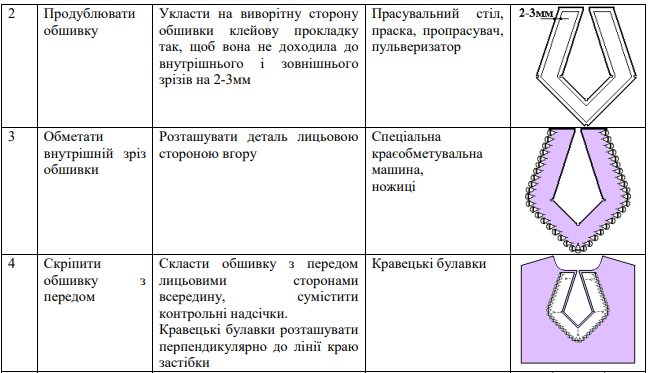 2
Продублювати
обшивку
Укласти на виворітну сторону
обшивки клейову прокладку
так, щоб вона не доходила до
внутрішнього і зовнішнього
зрізів на 2-3мм
Прасувальний стіл,
праска, пропрасувач,
пульверизатор
2-3мм
3
Обметати
внутрішній зріз
обшивки
Розташувати деталь лицьовою
стороною вгору
Спеціальна
краєобметувальна
машина,
ножиці
4
Скріпити
обшивку з
передом
Скласти обшивку з передом
лицьовими сторонами
всередину, сумістити
контрольні надсічки.
Кравецькі булавки розташувати
перпендикулярно до лінії краю
застібки
Кравецькі булавки